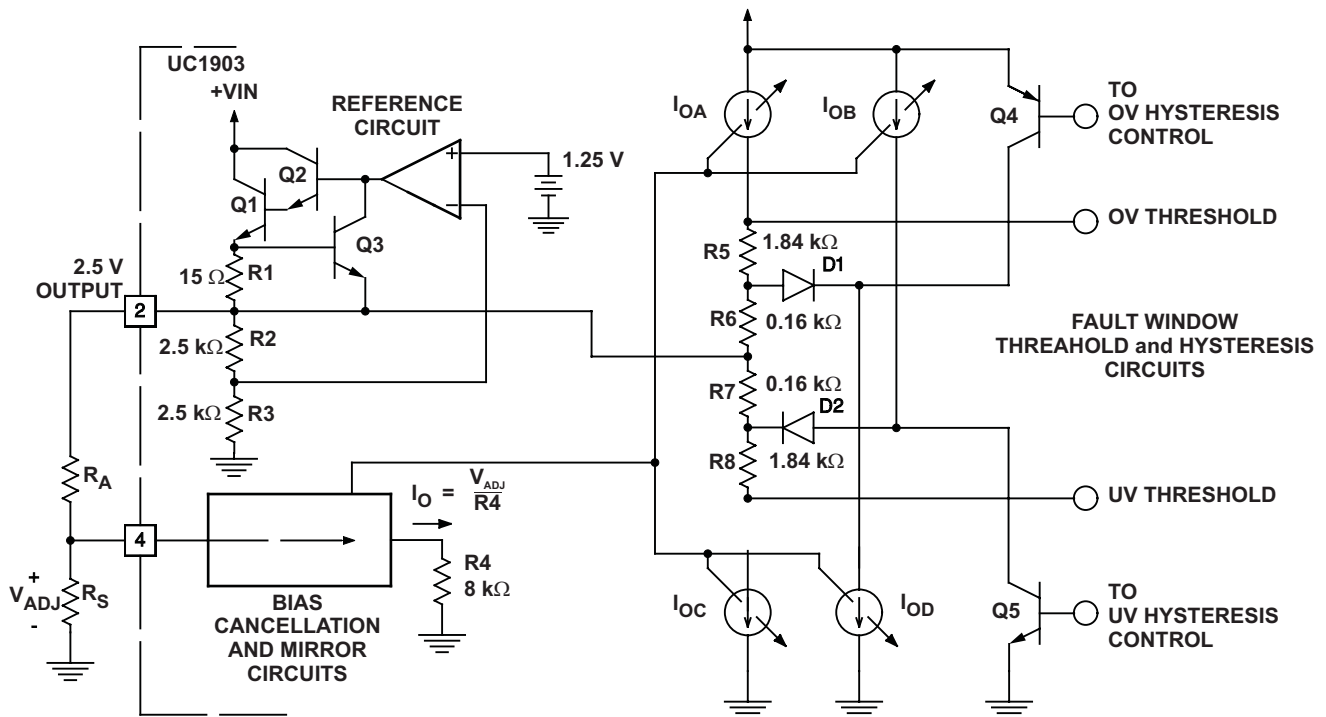 UC1903
+VIN
REFERENCE
CIRCUIT
1.25 V
Q2
Q1
Q3
2.5 V
OUTPUT
15 Ω
R1
2
R2
2.5 kΩ
2.5 kΩ
R3
RA
4
VADJ
+
-
RS
IO = VADJ
R4
R4
8 kΩ
BIAS
CANCELLATION
AND MIRROR
CIRCUITS
IOA
IOB
Q4
TO
OV HYSTERESIS
CONTROL
OV THRESHOLD
R5
1.84 kΩ
D1
R6
0.16 kΩ
FAULT WINDOW
THREAHOLD and HYSTERESIS
CIRCUITS
R7
0.16 kΩ
D2
R8
1.84 kΩ
UV THRESHOLD
IOC
IOD
Q5
TO
UV HYSTERESIS
CONTROL
+
−